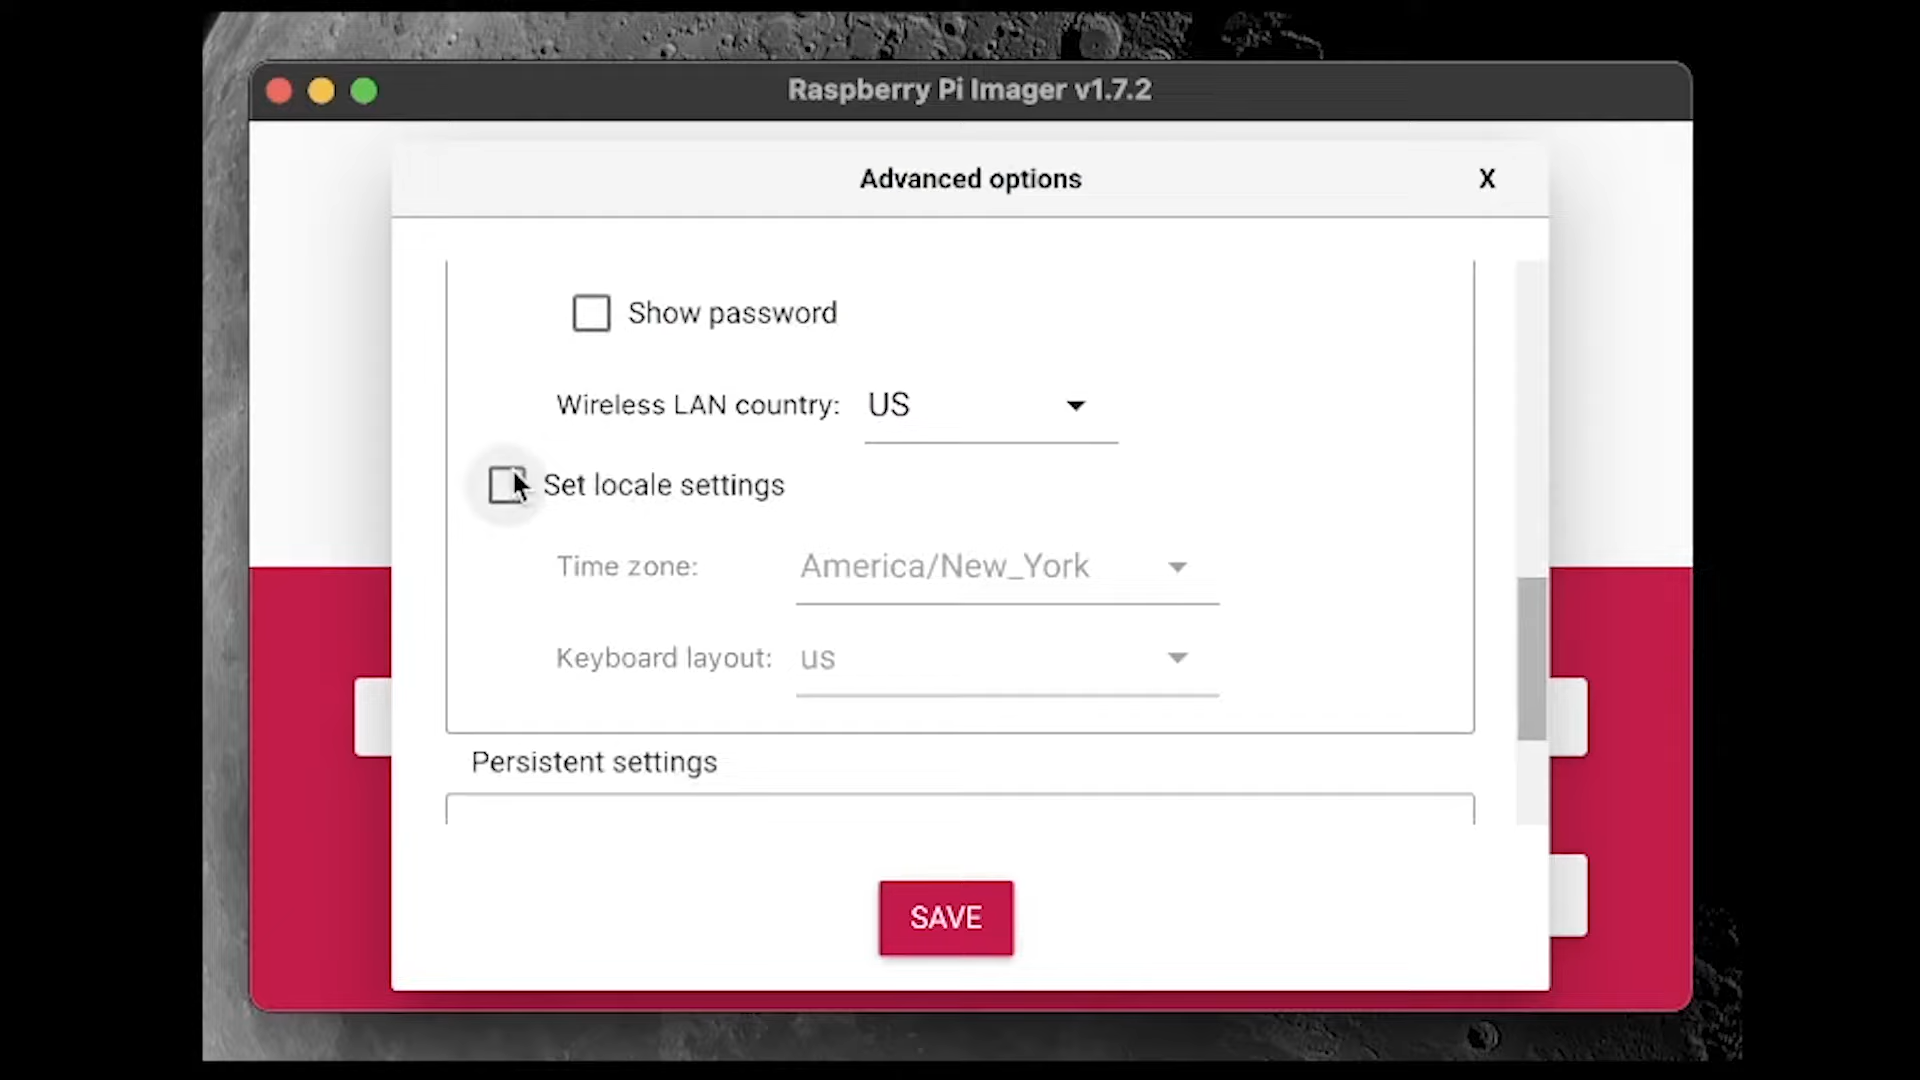 Raspberry Pi Imager v1.7.2
Advanced options X
Show password
Wireless LAN country: US
Set locale settings
Time zone: America/New_York
Keyboard layout: us
Persistent settings
SAVE